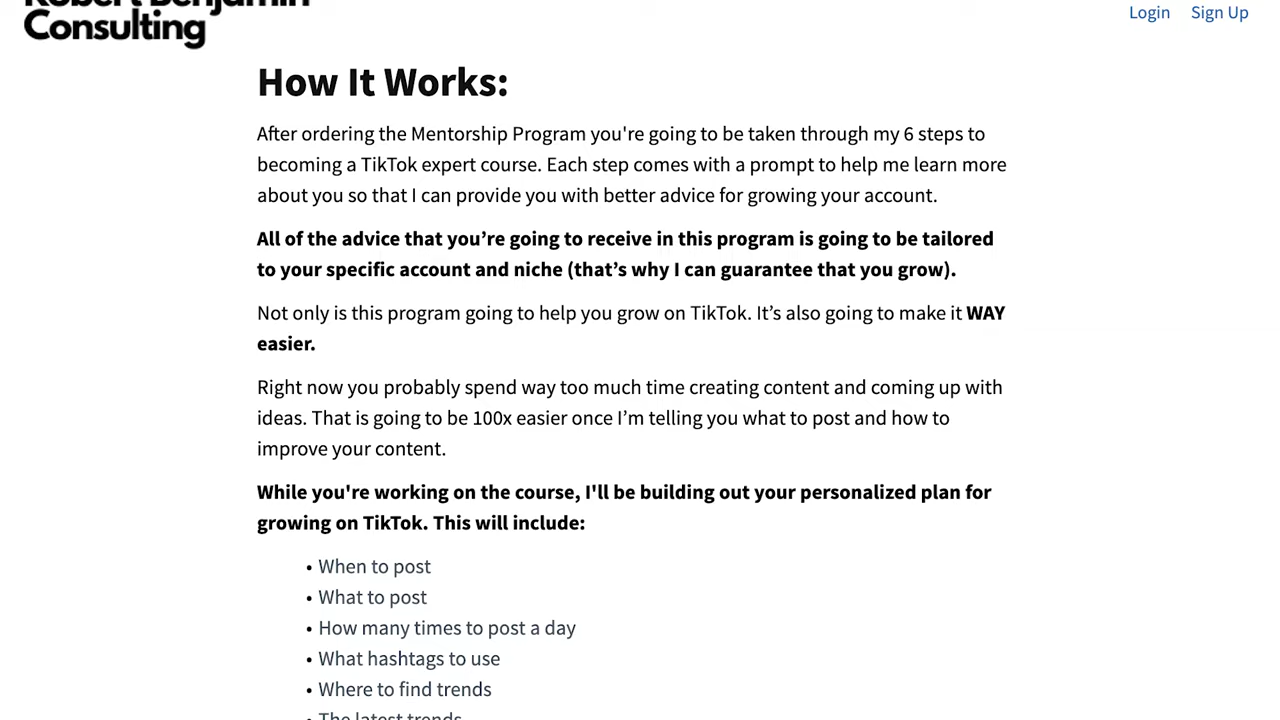 Robert Benjamin
Consulting
Login Sign Up
How It Works:
After ordering the Mentorship Program you're going to be taken through my 6 steps to
becoming a TikTok expert course. Each step comes with a prompt to help me learn more
about you so that I can provide you with better advice for growing your account.
All of the advice that you’re going to receive in this program is going to be tailored
to your specific account and niche (that’s why I can guarantee that you grow).
Not only is this program going to help you grow on TikTok. It’s also going to make it WAY
easier.
Right now you probably spend way too much time creating content and coming up with
ideas. That is going to be 100x easier once I’m telling you what to post and how to
improve your content.
While you're working on the course, I'll be building out your personalized plan for
growing on TikTok. This will include:
• When to post
• What to post
• How many times to post a day
• What hashtags to use
• Where to find trends
• The latest trends